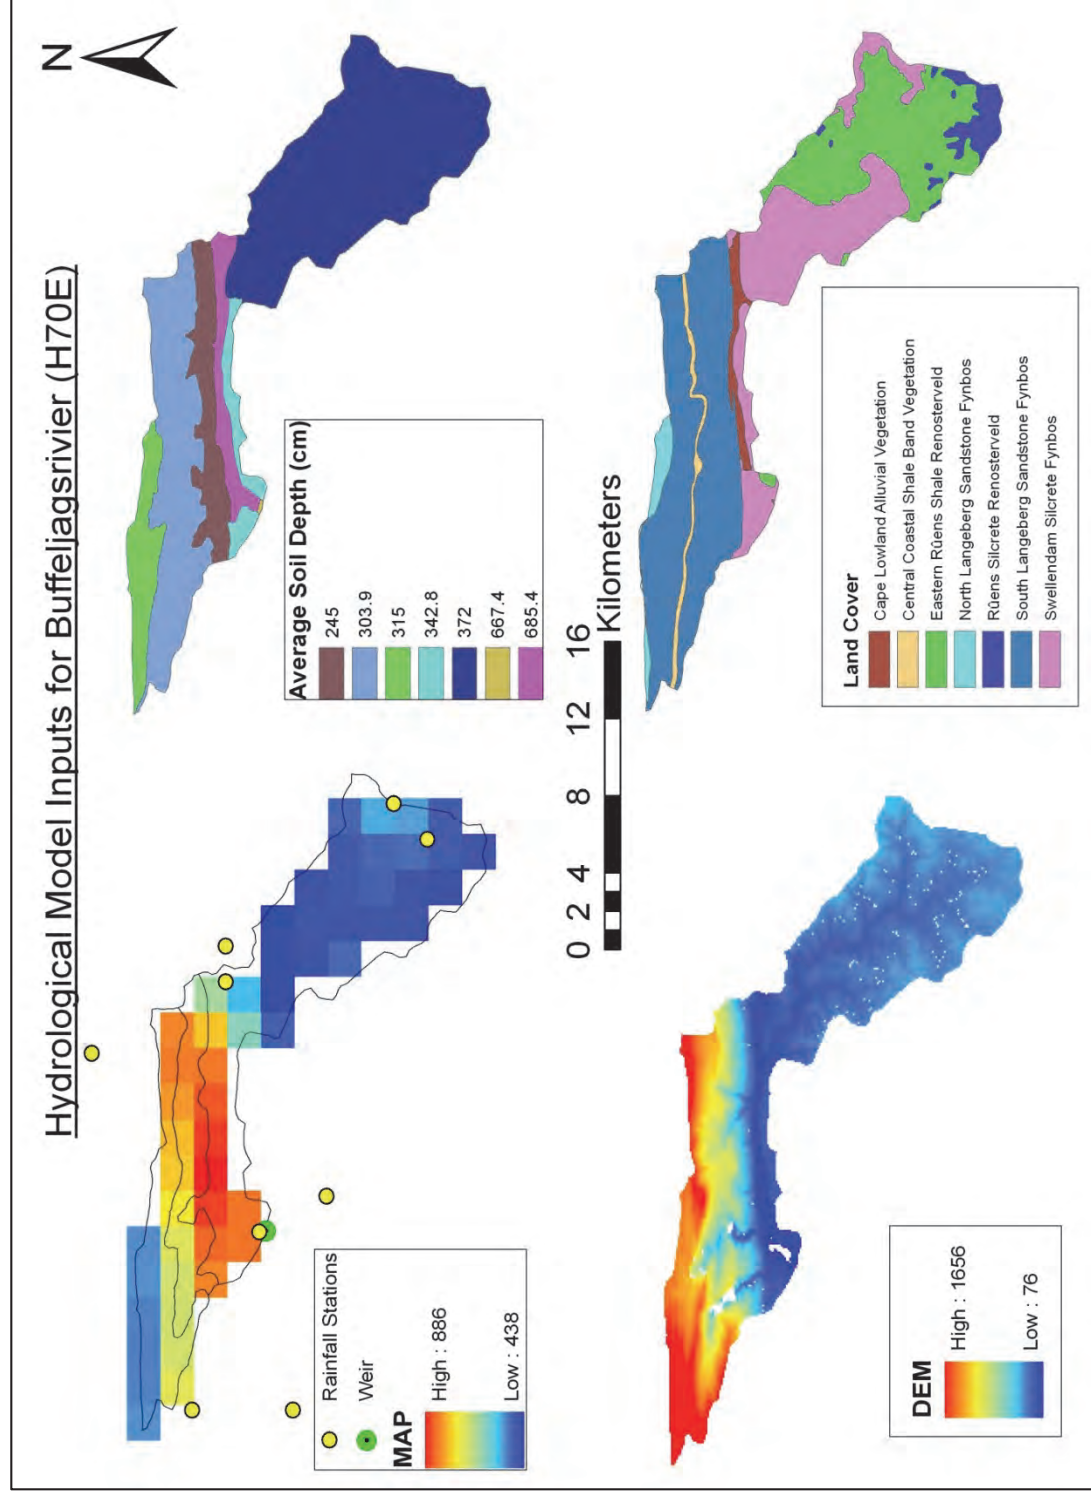 Hydrological Model Inputs for Buffeljagsrivier (H70E)
N
Rainfall Stations
Weir
MAP
High : 886
Low : 438
Average Soil Depth (cm)
245
303.9
315
342.8
372
667.4
685.4
0 2 4 8 12 16
Kilometers
DEM
High : 1656
Low : 76
Land Cover
Cape Lowland Alluvial Vegetation
Central Coastal Shale Band Vegetation
Eastern Rûens Shale Renosterveld
North Langeberg Sandstone Fynbos
Rûens Silcrete Renosterveld
South Langeberg Sandstone Fynbos
Swellendam Silcrete Fynbos